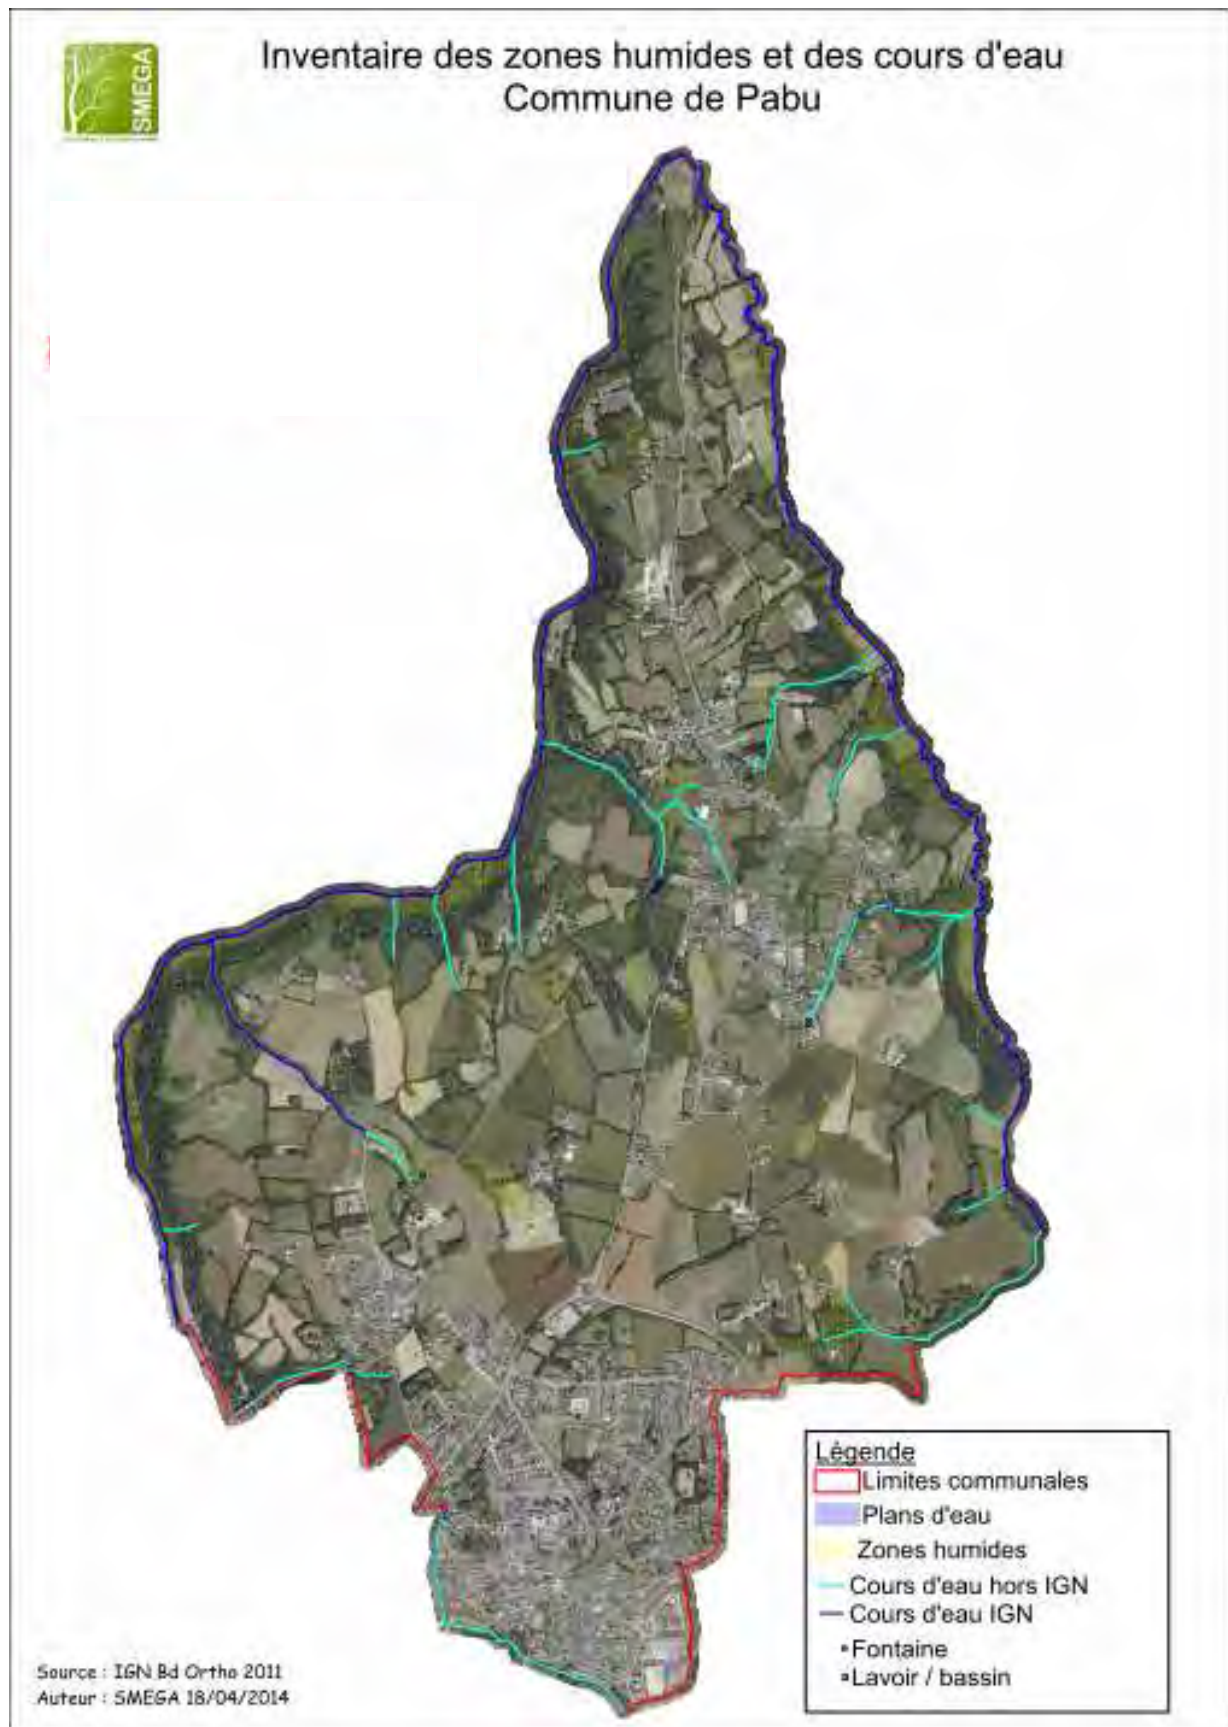 SMEGA
Inventaire des zones humides et des cours d'eau
Commune de Pabu
Légende
Limites communales
Plans d'eau
Zones humides
Cours d'eau hors IGN
Cours d'eau IGN
Fontaine
Lavoir / bassin
Source : IGN Bd Ortho 2011
Auteur : SMEGA 18/04/2014